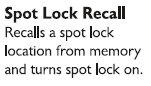 Spot Lock Recall
Recalls a spot lock
location from memory
and turns spot lock on.